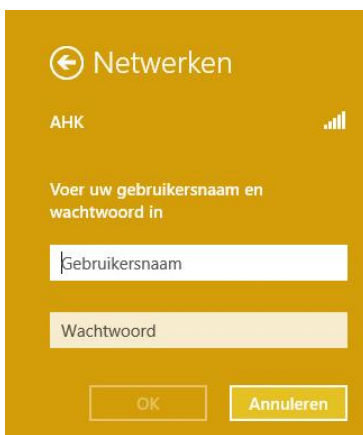 Netwerken
AHK
Voer uw gebruikersnaam en
wachtwoord in
Gebruikersnaam
Wachtwoord
OK
Annuleren